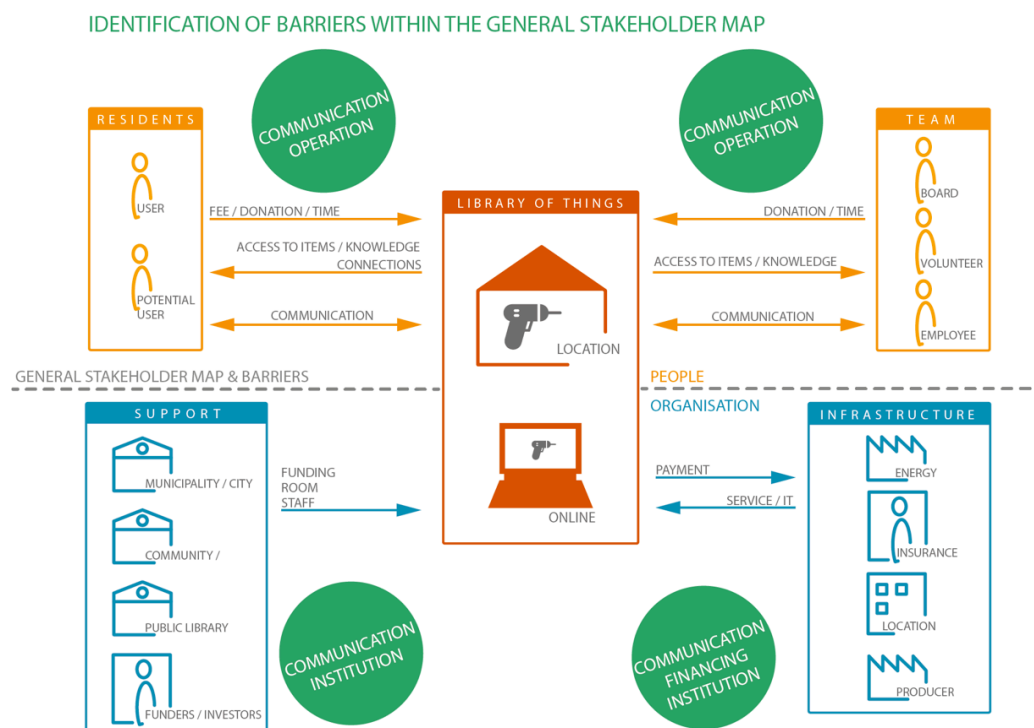 IDENTIFICATION OF BARRIERS WITHIN THE GENERAL STAKEHOLDER MAP
COMMUNICATION
OPERATION
COMMUNICATION
OPERATION
RESIDENTS
USER
POTENTIAL
USER
FEE / DONATION / TIME
ACCESS TO ITEMS / KNOWLEDGE
CONNECTIONS
COMMUNICATION
LIBRARY OF THINGS
LOCATION
ONLINE
DONATION / TIME
ACCESS TO ITEMS / KNOWLEDGE
COMMUNICATION
TEAM
BOARD
VOLUNTEER
EMPLOYEE
GENERAL STAKEHOLDER MAP & BARRIERS
PEOPLE
ORGANISATION
SUPPORT
MUNICIPALITY / CITY
COMMUNITY /
PUBLIC LIBRARY
FUNDERS / INVESTORS
FUNDING
ROOM
STAFF
PAYMENT
SERVICE / IT
INFRASTRUCTURE
ENERGY
INSURANCE
LOCATION
PRODUCER
COMMUNICATION
INSTITUTION
COMMUNICATION
FINANCING
INSTITUTION